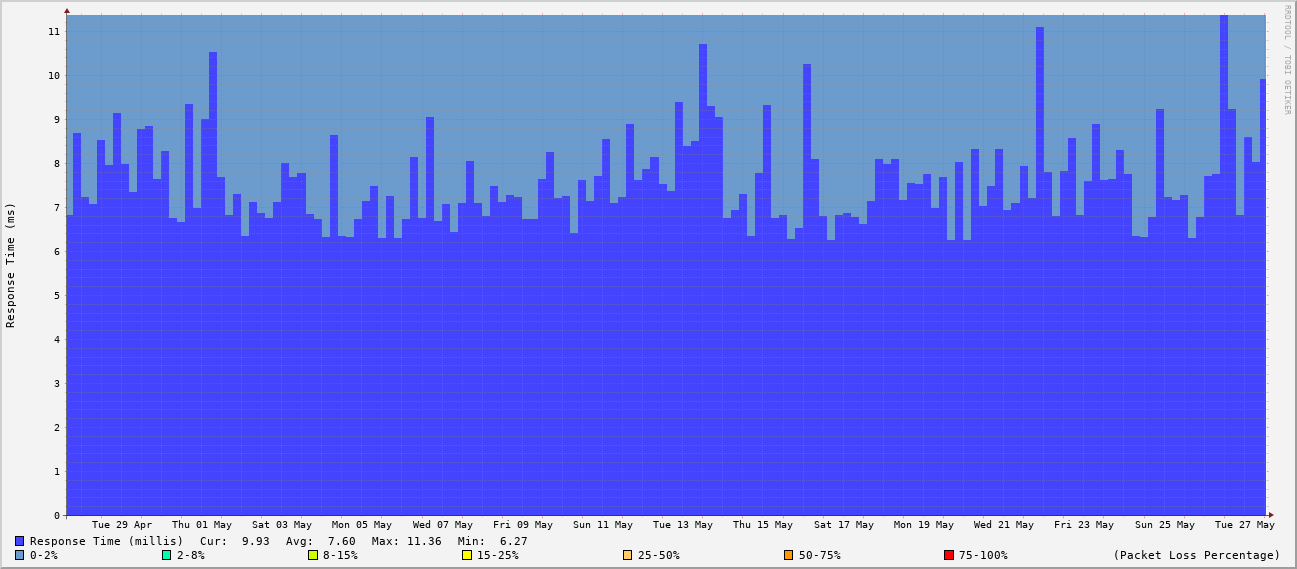 RRDTOOL / TOBI OETIKER
Response Time (ms)
11
10
9
8
7
6
5
4
3
2
1
0
Tue 29 Apr Thu 01 May Sat 03 May Mon 05 May Wed 07 May Fri 09 May Sun 11 May Tue 13 May Thu 15 May Sat 17 May Mon 19 May Wed 21 May Fri 23 May Sun 25 May Tue 27 May
Response Time (millis) Cur: 9.93 Avg: 7.60 Max: 11.36 Min: 6.27
0-2% 2-8% 8-15% 15-25% 25-50% 50-75% 75-100% (Packet Loss Percentage)